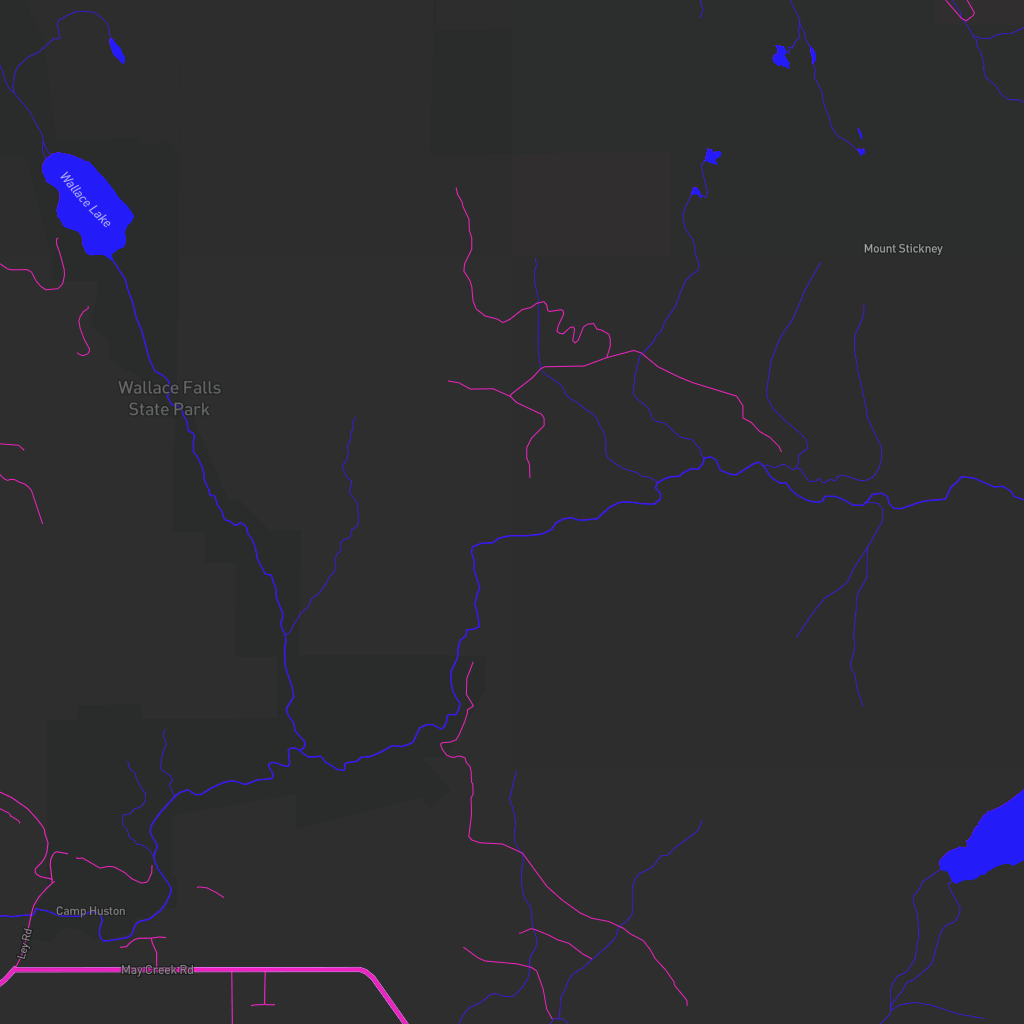 Wallace Lake
Mount Stickney
Wallace Falls
State Park
Camp Huston
Ley Rd
May Creek Rd